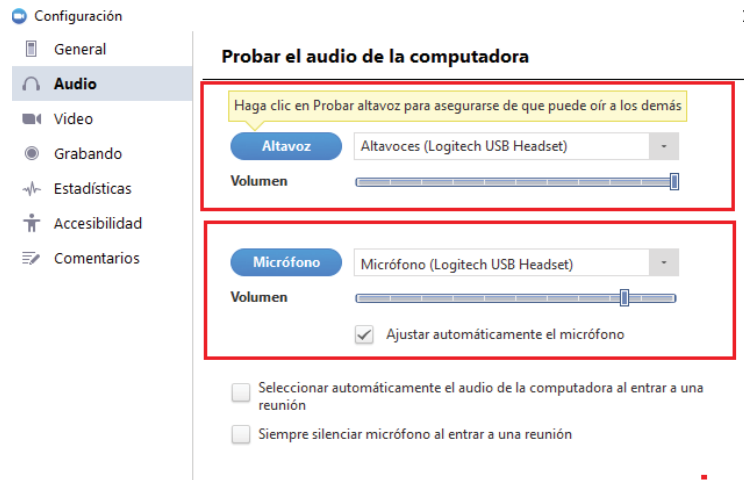 Configuración
General
Audio
Video
Grabando
Estadísticas
Accesibilidad
Comentarios
Probar el audio de la computadora
Haga clic en Probar altavoz para asegurarse de que puede oír a los demás
Altavoz
Altavoces (Logitech USB Headset)
Volumen
Micrófono
Micrófono (Logitech USB Headset)
Volumen
Ajustar automáticamente el micrófono
Seleccionar automáticamente el audio de la computadora al entrar a una
reunión
Siempre silenciar micrófono al entrar a una reunión